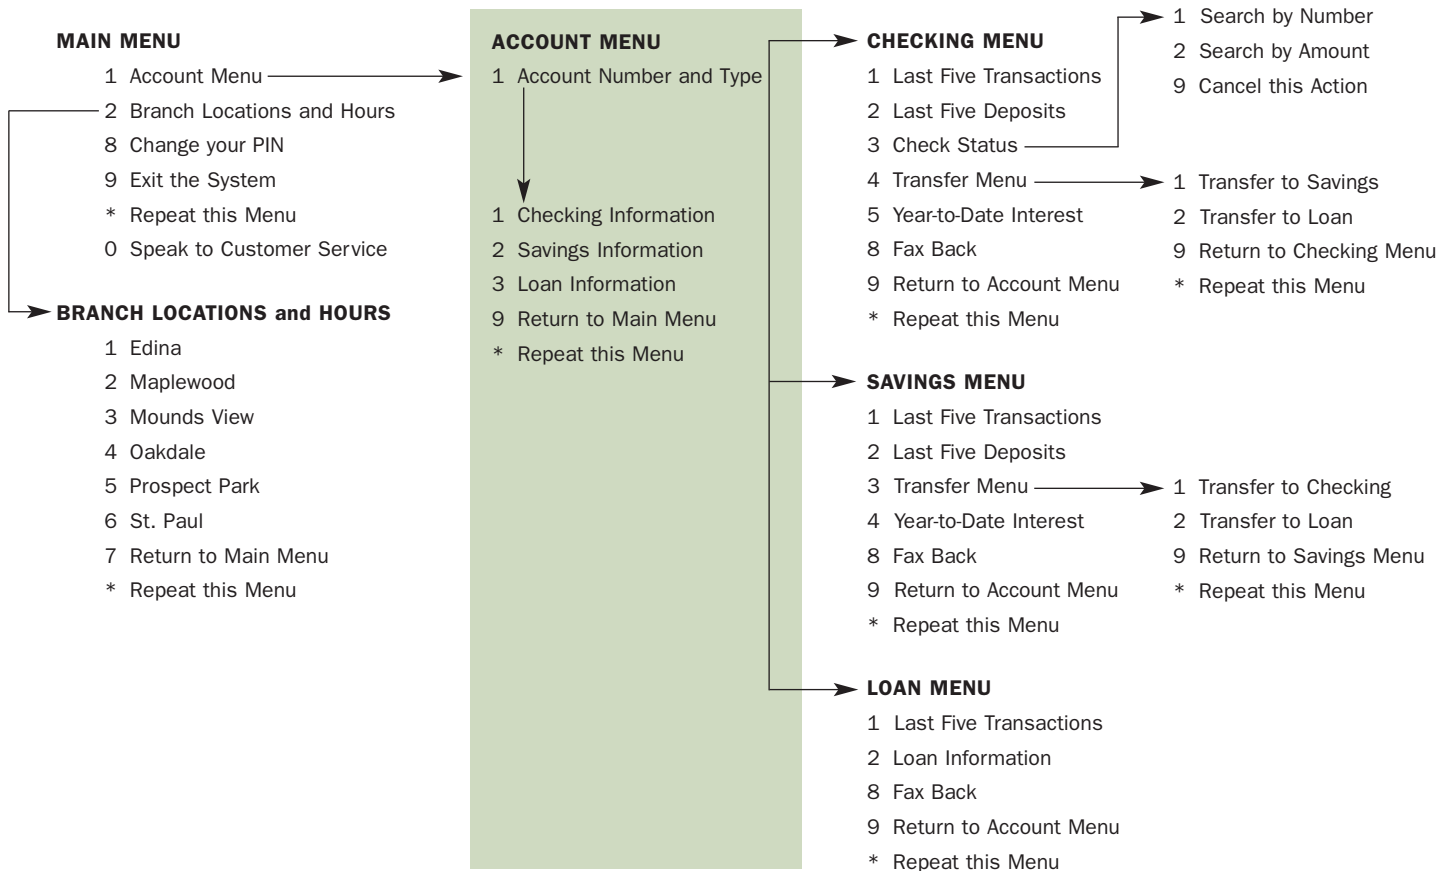 MAIN MENU
1 Account Menu
2 Branch Locations and Hours
8 Change your PIN
9 Exit the System
* Repeat this Menu
0 Speak to Customer Service
BRANCH LOCATIONS and HOURS
1 Edina
2 Maplewood
3 Mounds View
4 Oakdale
5 Prospect Park
6 St. Paul
7 Return to Main Menu
* Repeat this Menu
ACCOUNT MENU
1 Account Number and Type
1 Checking Information
2 Savings Information
3 Loan Information
9 Return to Main Menu
* Repeat this Menu
CHECKING MENU
1 Last Five Transactions
2 Last Five Deposits
3 Check Status
4 Transfer Menu
5 Year-to-Date Interest
8 Fax Back
9 Return to Account Menu
* Repeat this Menu
1 Search by Number
2 Search by Amount
9 Cancel this Action
1 Transfer to Savings
2 Transfer to Loan
9 Return to Checking Menu
* Repeat this Menu
SAVINGS MENU
1 Last Five Transactions
2 Last Five Deposits
3 Transfer Menu
4 Year-to-Date Interest
8 Fax Back
9 Return to Account Menu
* Repeat this Menu
1 Transfer to Checking
2 Transfer to Loan
9 Return to Savings Menu
* Repeat this Menu
LOAN MENU
1 Last Five Transactions
2 Loan Information
8 Fax Back
9 Return to Account Menu
* Repeat this Menu